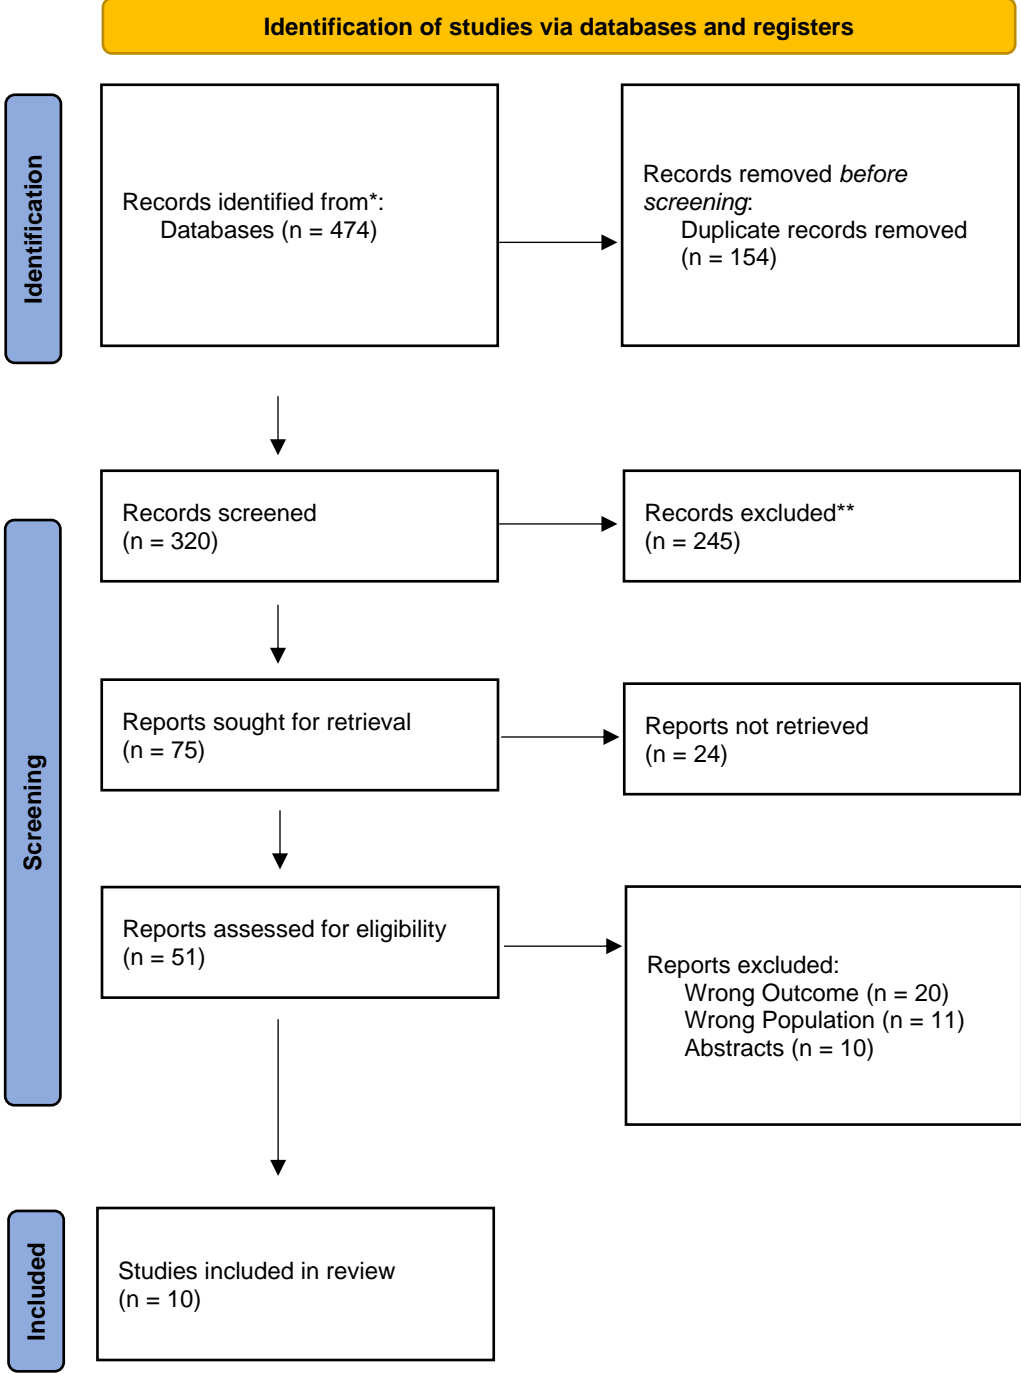 Identification of studies via databases and registers
Identification
Records identified from*:
Databases (n = 474)
Records removed before
screening:
Duplicate records removed
(n = 154)
Screening
Records screened
(n = 320)
Records excluded**
(n = 245)
Reports sought for retrieval
(n = 75)
Reports not retrieved
(n = 24)
Reports assessed for eligibility
(n = 51)
Reports excluded:
Wrong Outcome (n = 20)
Wrong Population (n = 11)
Abstracts (n = 10)
Included
Studies included in review
(n = 10)